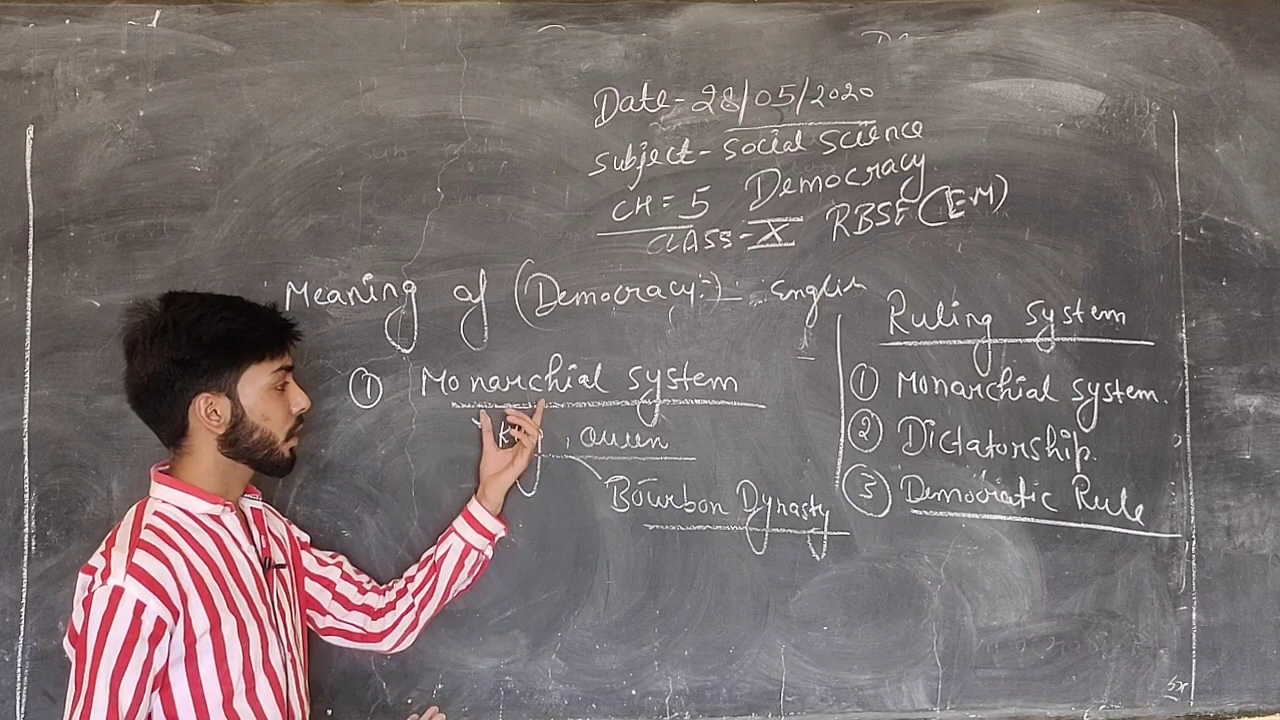 Date- 28/05/2020
Subject- Social Science
CH= 5 Democracy
CLASS- X RBSE (EM)
Meaning of (Democracy:-) English
① Monarchial system
, Queen
Bourbon Dynasty
Ruling system
① Monarchial system.
② Dictatorship.
③ Democratic Rule